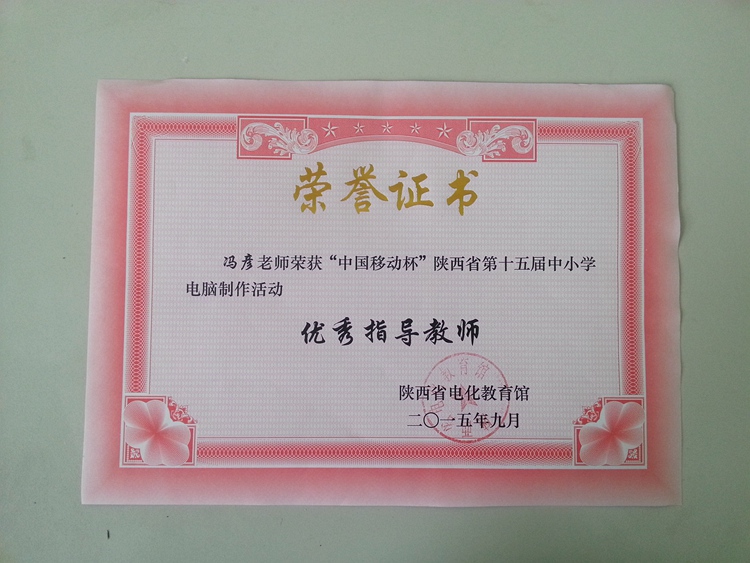 荣誉证书
冯彦老师荣获“中国移动杯”陕西省第十五届中小学
电脑制作活动
优秀指导教师
陕西省电化教育馆
二〇一五年九月